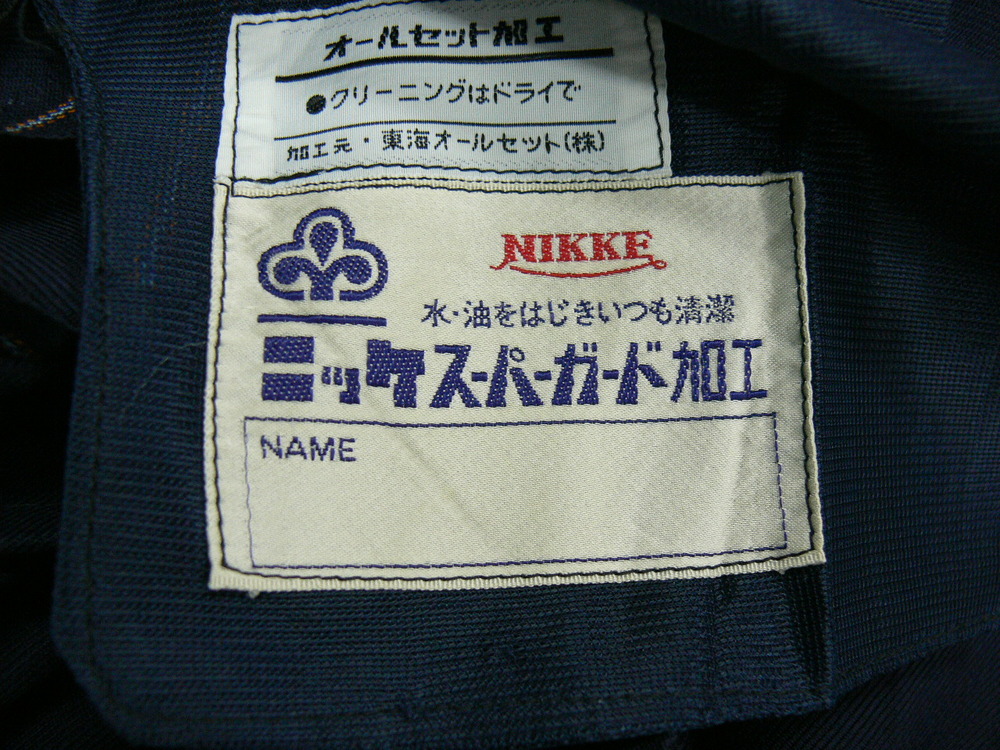 オールセット加工
●クリーニングはドライで
加工元・東海オールセット(株)
NIKKE
水・油をはじきいつも清潔
ニッケスーパーガード加工
NAME